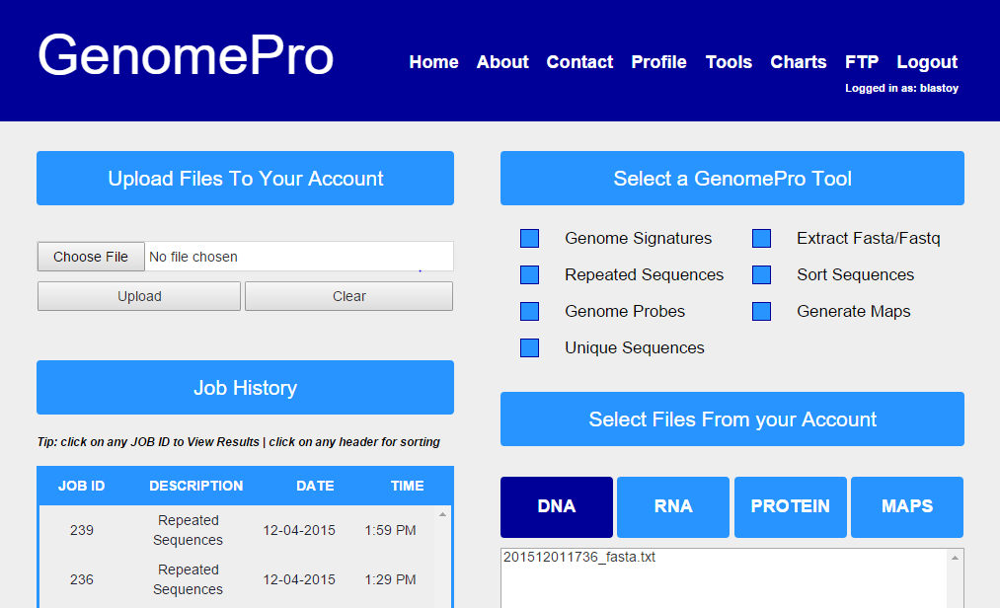 GenomePro
Home About Contact Profile Tools Charts FTP Logout
Logged in as: blastoy
Upload Files To Your Account
Choose File No file chosen
Upload Clear
Job History
Tip: click on any JOB ID to View Results | click on any header for sorting
JOB ID DESCRIPTION DATE TIME
239 Repeated Sequences 12-04-2015 1:59 PM
236 Repeated Sequences 12-04-2015 1:29 PM
Select a GenomePro Tool
Genome Signatures Extract Fasta/Fastq
Repeated Sequences Sort Sequences
Genome Probes Generate Maps
Unique Sequences
Select Files From your Account
DNA RNA PROTEIN MAPS
201512011736_fasta.txt